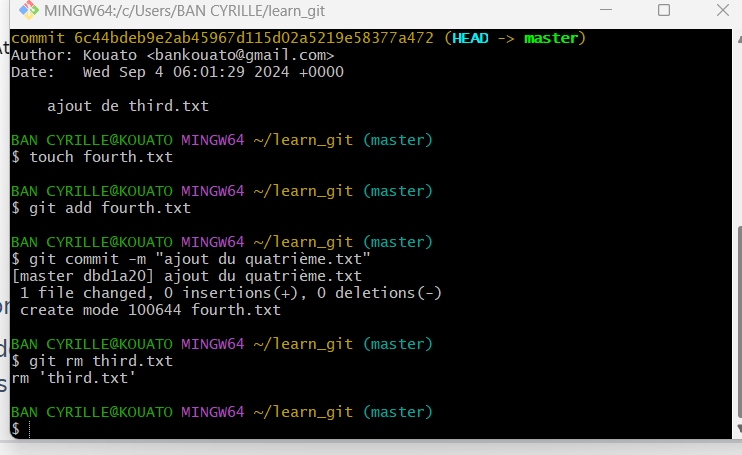 MINGW64:/c/Users/BAN CYRILLE/learn_git
commit 6c44bdeb9e2ab45967d115d02a5219e58377a472 (HEAD -> master)
Author: Kouato <bankouato@gmail.com>
Date:   Wed Sep 4 06:01:29 2024 +0000
    ajout de third.txt
BAN CYRILLE@KOUATO MINGW64 ~/learn_git (master)
$ touch fourth.txt
BAN CYRILLE@KOUATO MINGW64 ~/learn_git (master)
$ git add fourth.txt
BAN CYRILLE@KOUATO MINGW64 ~/learn_git (master)
$ git commit -m "ajout du quatrième.txt"
[master dbd1a20] ajout du quatrième.txt
 1 file changed, 0 insertions(+), 0 deletions(-)
 create mode 100644 fourth.txt
BAN CYRILLE@KOUATO MINGW64 ~/learn_git (master)
$ git rm third.txt
rm 'third.txt'
BAN CYRILLE@KOUATO MINGW64 ~/learn_git (master)
$